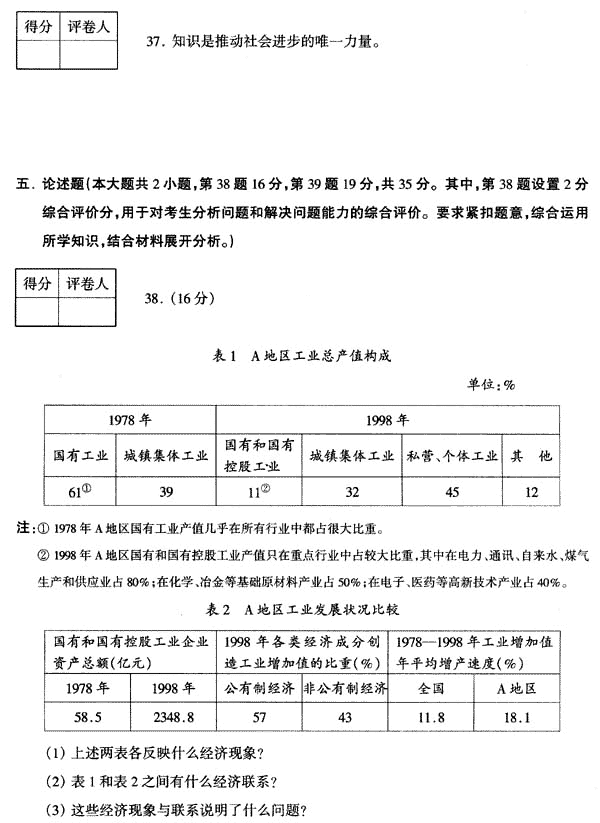 得分 评卷人
37. 知识是推动社会进步的唯一力量。
五. 论述题(本大题共2小题,第38题16分,第39题19分,共35分。其中,第38题设置2分
综合评价分,用于对考生分析问题和解决问题能力的综合评价。要求紧扣题意,综合运用
所学知识,结合材料展开分析。)
得分 评卷人
38. (16分)
表1 A地区工业总产值构成
单位:%
1978年 1998年
国有工业 城镇集体工业 国有和国有 城镇集体工业 私营、个体工业 其 他
控股工业
61① 39 11② 32 45 12
注:① 1978年A地区国有工业产值几乎在所有行业中都占很大比重。
② 1998年A地区国有和国有控股工业产值只在重点行业中占较大比重,其中在电力、通讯、自来水、煤气
生产和供应业占80%;在化学、冶金等基础原材料产业占50%;在电子、医药等高新技术产业占40%。
表2 A地区工业发展状况比较
国有和国有控股工业企业 1998年各类经济成分创 1978—1998年工业增加值
资产总额(亿元) 造工业增加值的比重(%) 年平均增产速度(%)
1978年 1998年 公有制经济 非公有制经济 全国 A地区
58.5 2348.8 57 43 11.8 18.1
(1) 上述两表各反映什么经济现象?
(2) 表1和表2之间有什么经济联系?
(3) 这些经济现象与联系说明了什么问题?